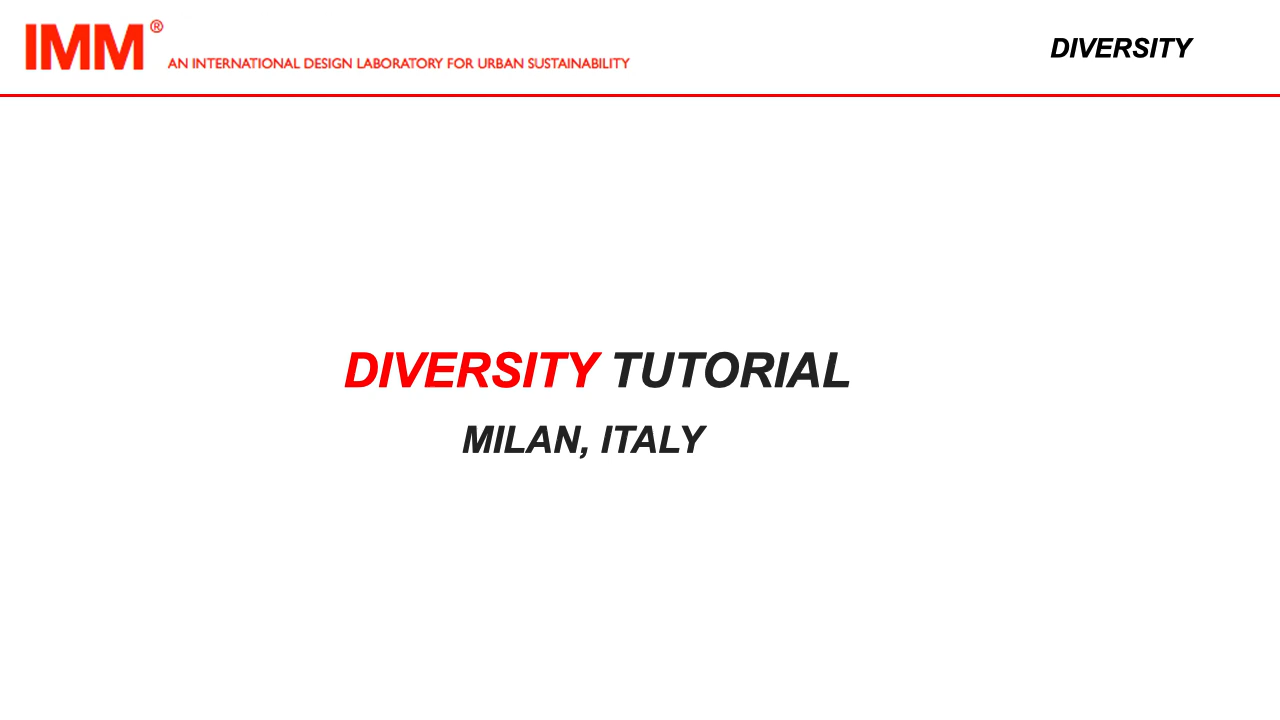 IMM® AN INTERNATIONAL DESIGN LABORATORY FOR URBAN SUSTAINABILITY
DIVERSITY
DIVERSITY TUTORIAL
MILAN, ITALY